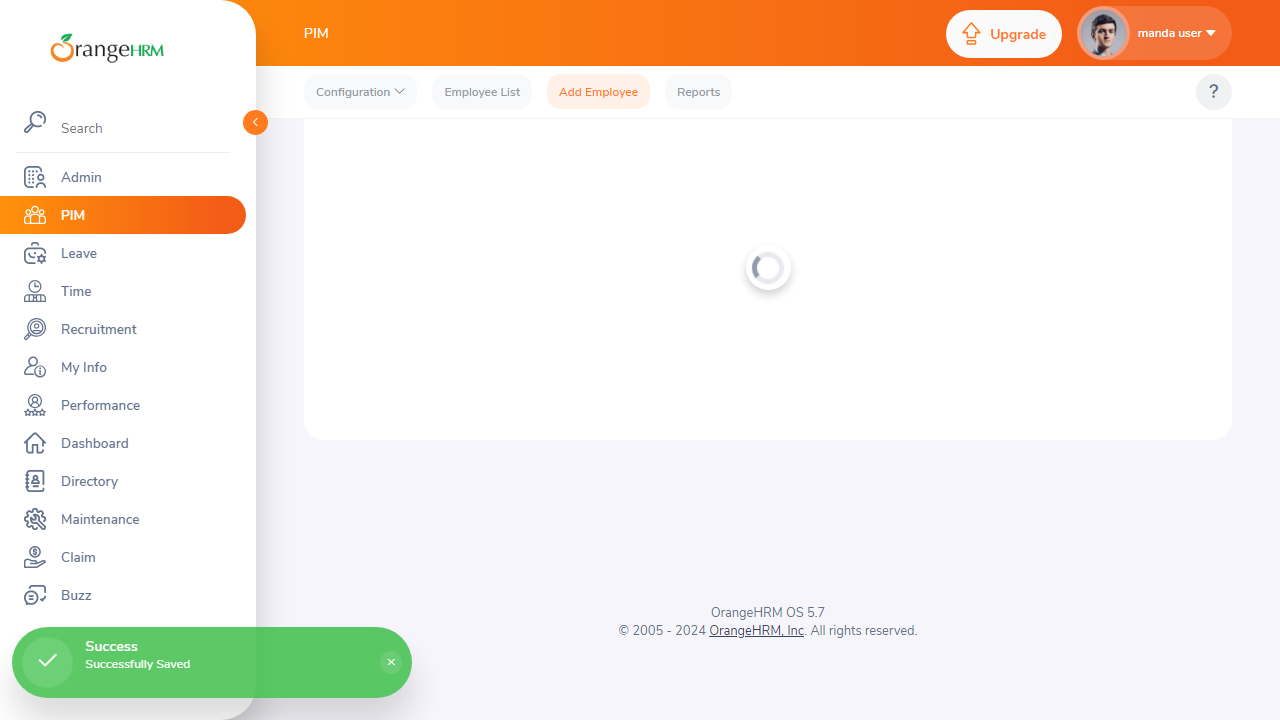 OrangeHRM
PIM
Upgrade
manda user
Configuration
Employee List
Add Employee
Reports
?
Search
Admin
PIM
Leave
Time
Recruitment
My Info
Performance
Dashboard
Directory
Maintenance
Claim
Buzz
Success
Successfully Saved
OrangeHRM OS 5.7
© 2005 - 2024 OrangeHRM, Inc. All rights reserved.